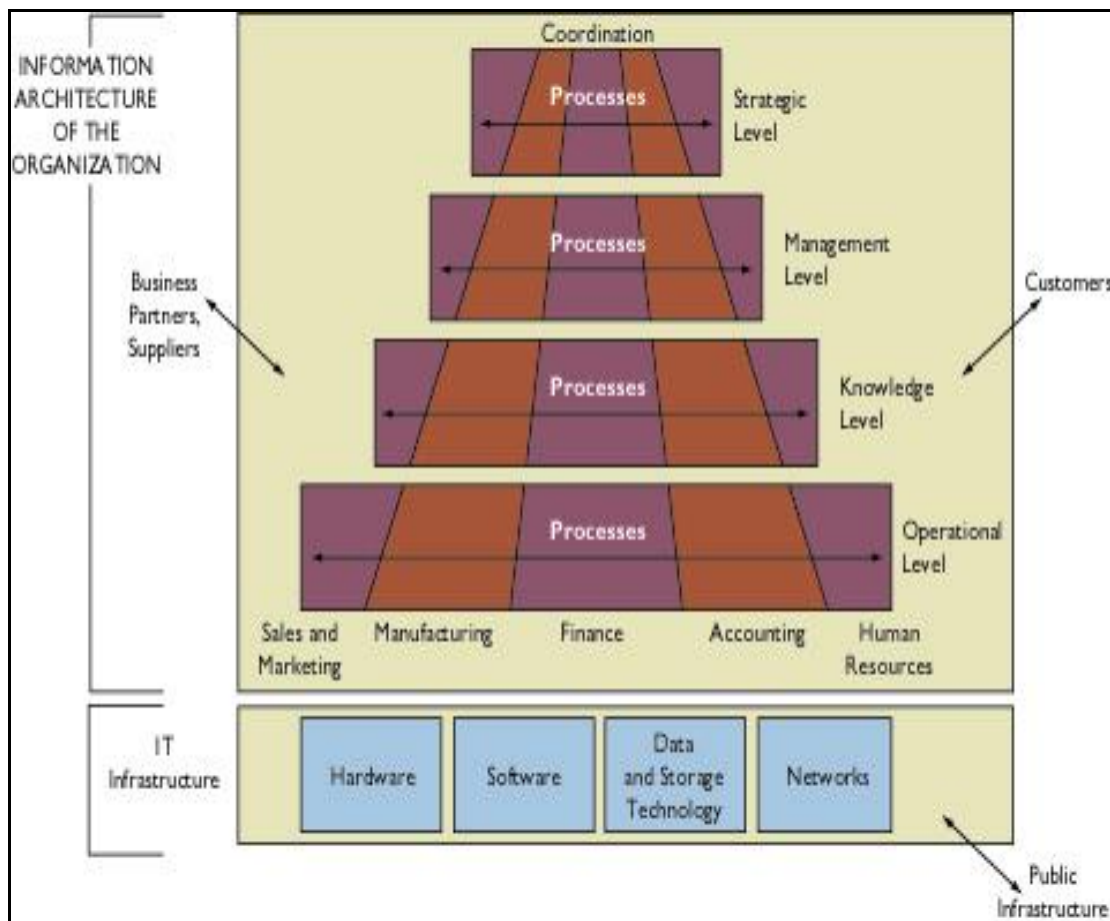 INFORMATION
ARCHITECTURE
OF THE
ORGANIZATION
Coordination
Processes
Strategic
Level
Processes
Management
Level
Business
Partners,
Suppliers
Customers
Processes
Knowledge
Level
Processes
Operational
Level
Sales and
Marketing
Manufacturing
Finance
Accounting
Human
Resources
IT
Infrastructure
Hardware
Software
Data
and Storage
Technology
Networks
Public
Infrastructure